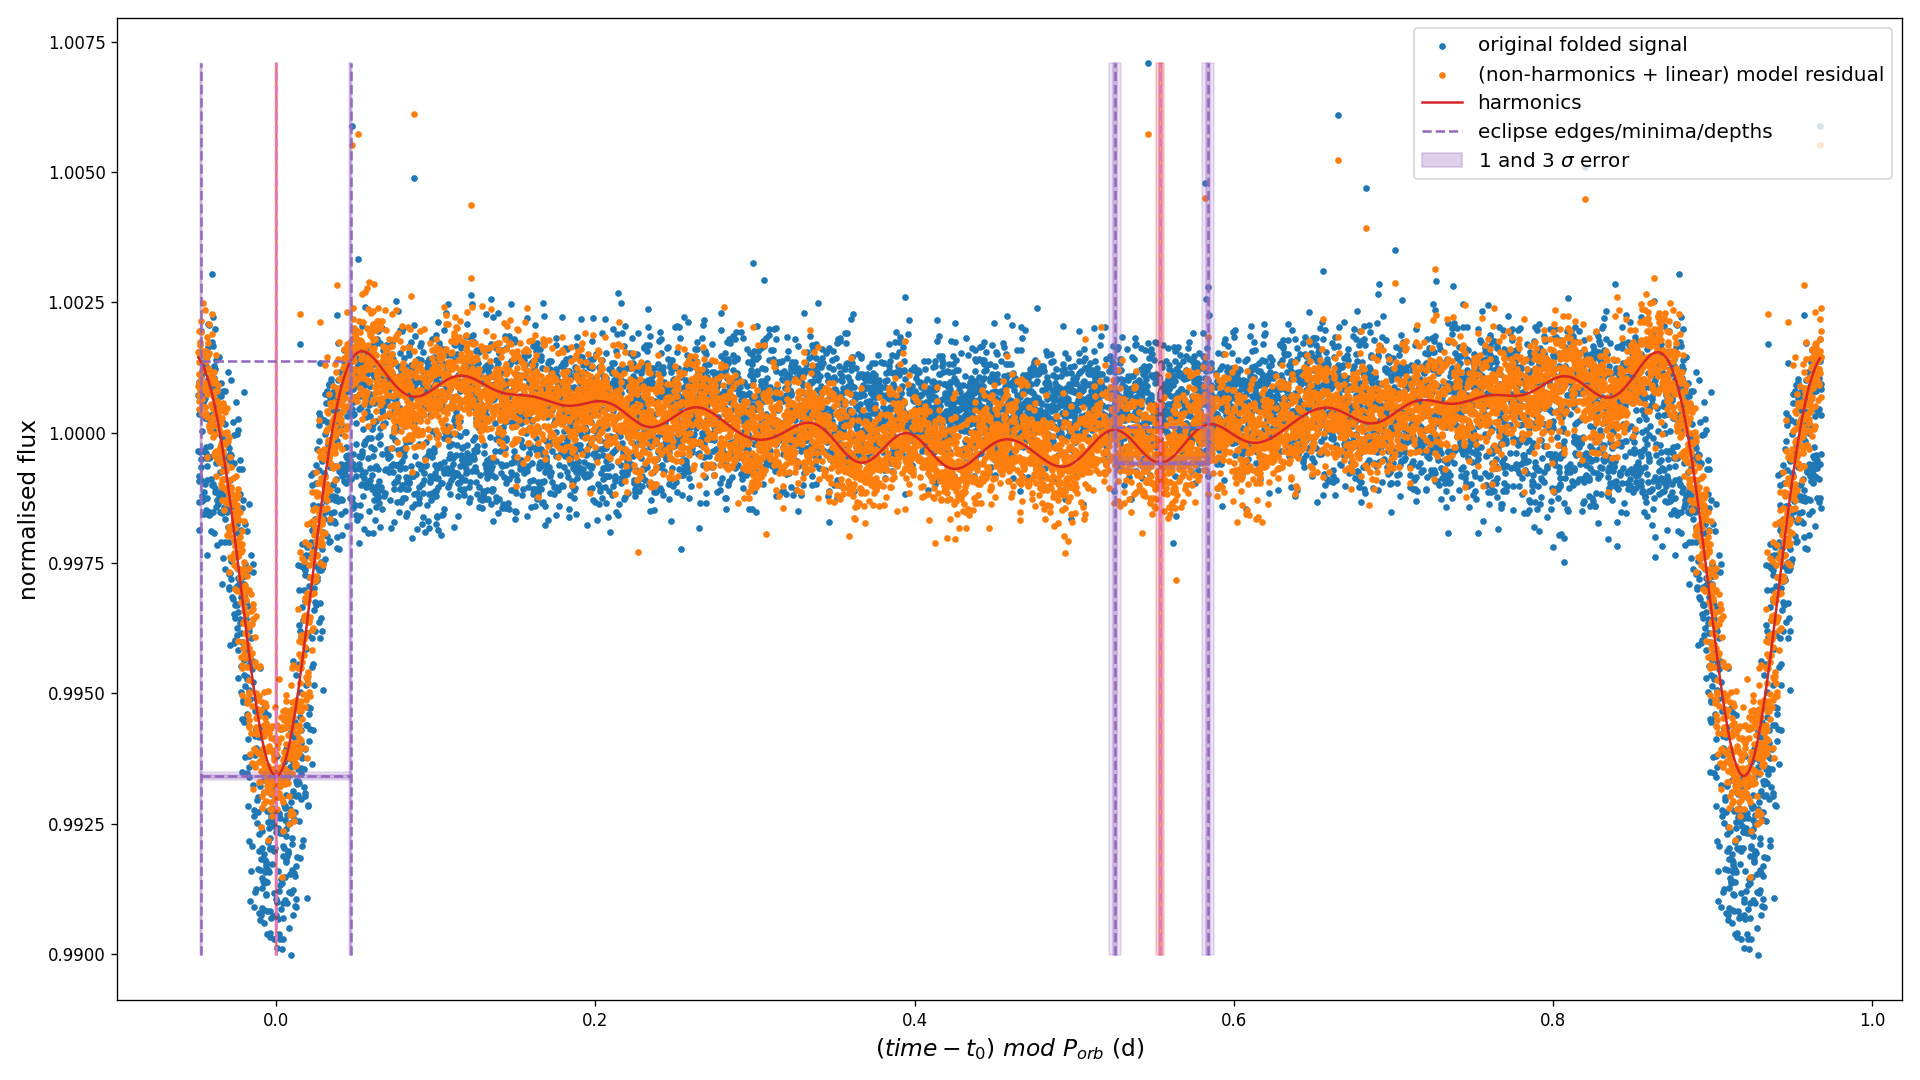 1.0075
1.0050
1.0025
1.0000
0.9975
0.9950
0.9925
0.9900
normalised flux
original folded signal
(non-harmonics + linear) model residual
harmonics
eclipse edges/minima/depths
1 and 3 σ error
0.0 0.2 0.4 0.6 0.8 1.0
(time − t₀) mod Pₒᵣb (d)